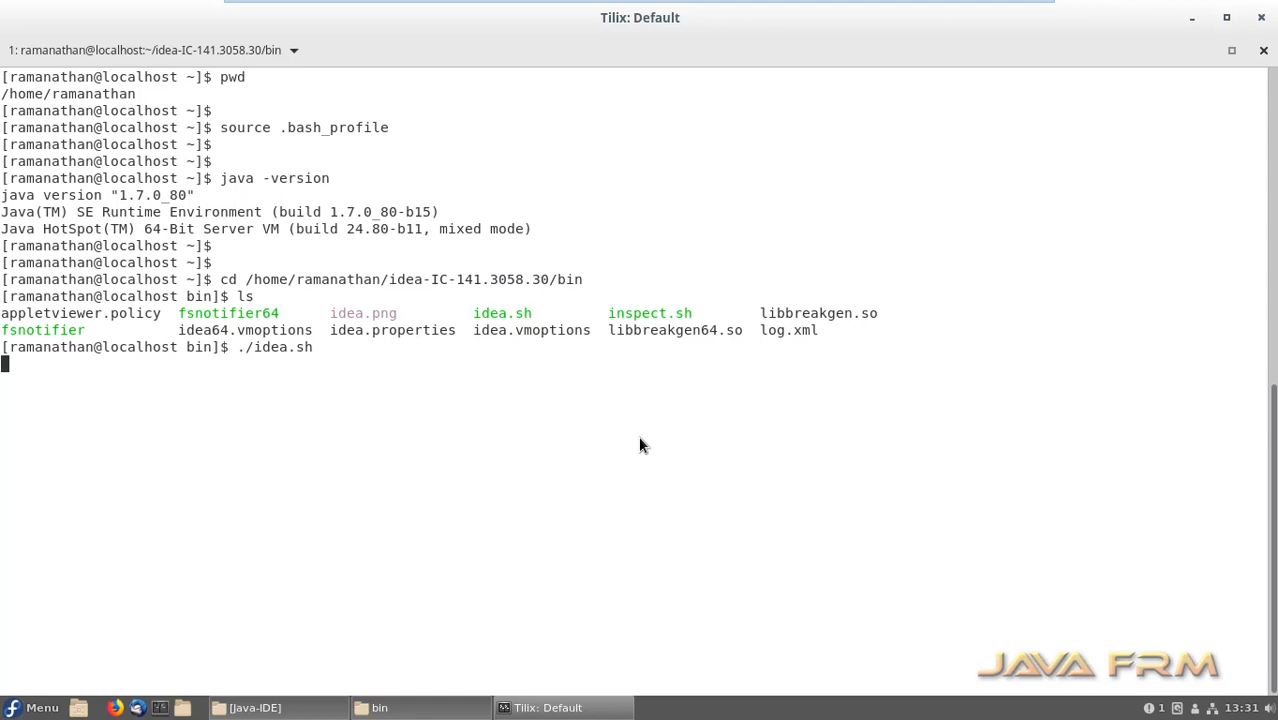 Tilix: Default
1: ramanathan@localhost:~/idea-IC-141.3058.30/bin
[ramanathan@localhost ~]$ pwd
/home/ramanathan
[ramanathan@localhost ~]$
[ramanathan@localhost ~]$ source .bash_profile
[ramanathan@localhost ~]$
[ramanathan@localhost ~]$
[ramanathan@localhost ~]$ java -version
java version "1.7.0_80"
Java(TM) SE Runtime Environment (build 1.7.0_80-b15)
Java HotSpot(TM) 64-Bit Server VM (build 24.80-b11, mixed mode)
[ramanathan@localhost ~]$
[ramanathan@localhost ~]$
[ramanathan@localhost ~]$ cd /home/ramanathan/idea-IC-141.3058.30/bin
[ramanathan@localhost bin]$ ls
appletviewer.policy fsnotifier64 idea.png idea.sh inspect.sh libbreakgen.so
fsnotifier idea64.vmoptions idea.properties idea.vmoptions libbreakgen64.so log.xml
[ramanathan@localhost bin]$ ./idea.sh
JAVA FRM
Menu [Java-IDE] bin Tilix: Default 1 13:31